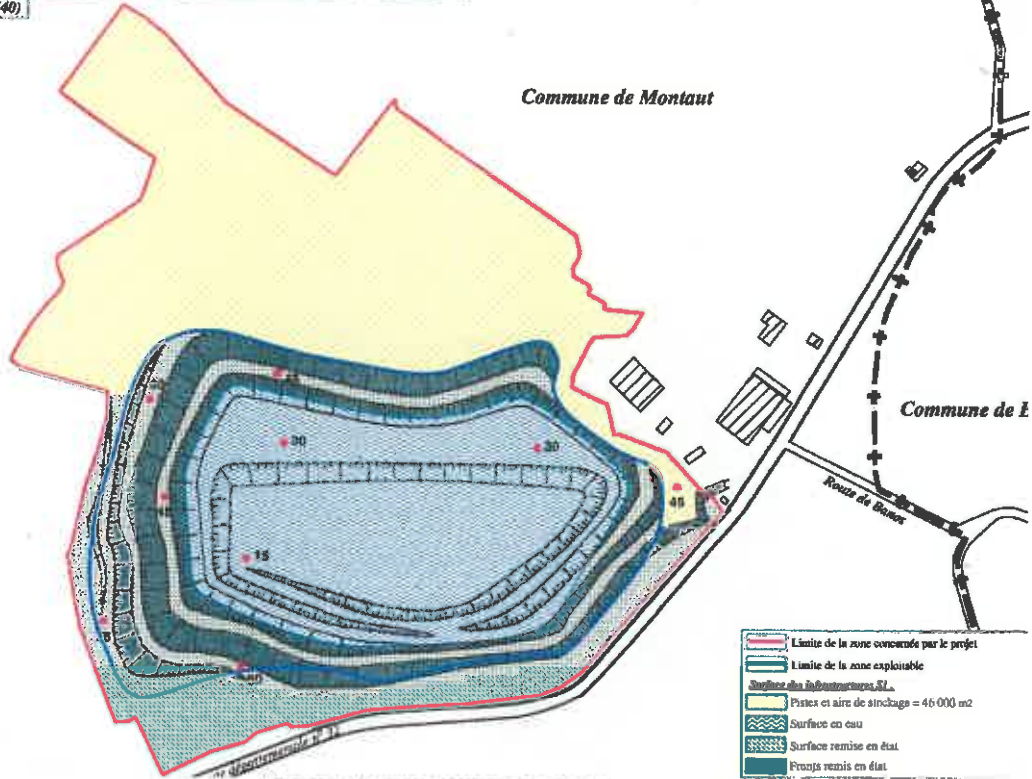 40)
Commune de Montaut
Commune de
30
30
45
15
Route de Banos
départementale n°
Limite de la zone concernée par le projet
Limite de la zone exploitable
Surface des infrastructures S1 :
Pistes et aire de stockage = 46 000 m2
Surface en eau
Surface remise en état
Fronts remis en état